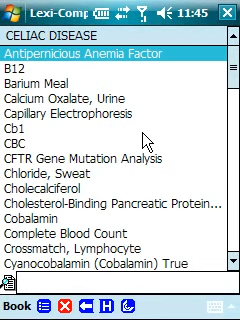 Lexi-Comp 11:45
CELIAC DISEASE
Antipernicious Anemia Factor
B12
Barium Meal
Calcium Oxalate, Urine
Capillary Electrophoresis
Cb1
CBC
CFTR Gene Mutation Analysis
Chloride, Sweat
Cholecalciferol
Cholesterol-Binding Pancreatic Protein...
Cobalamin
Complete Blood Count
Crossmatch, Lymphocyte
Cyanocobalamin (Cobalamin) True
Book H